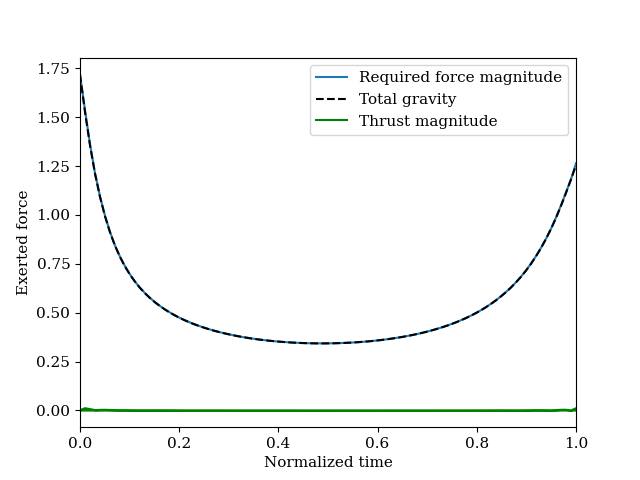 Required force magnitude
Total gravity
Thrust magnitude
1.75
1.50
1.25
1.00
0.75
0.50
0.25
0.00
Exerted force
0.0
0.2
0.4
0.6
0.8
1.0
Normalized time